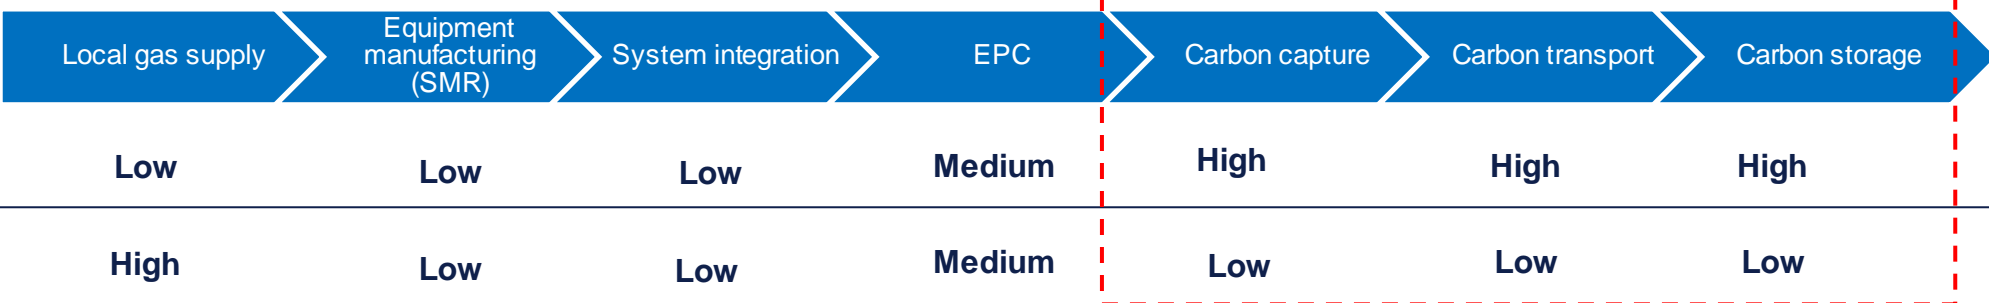 Local gas supply
Equipment
manufacturing
(SMR)
System integration
EPC
Carbon capture
Carbon transport
Carbon storage
Low
Low
Low
Medium
High
High
High
High
Low
Low
Medium
Low
Low
Low